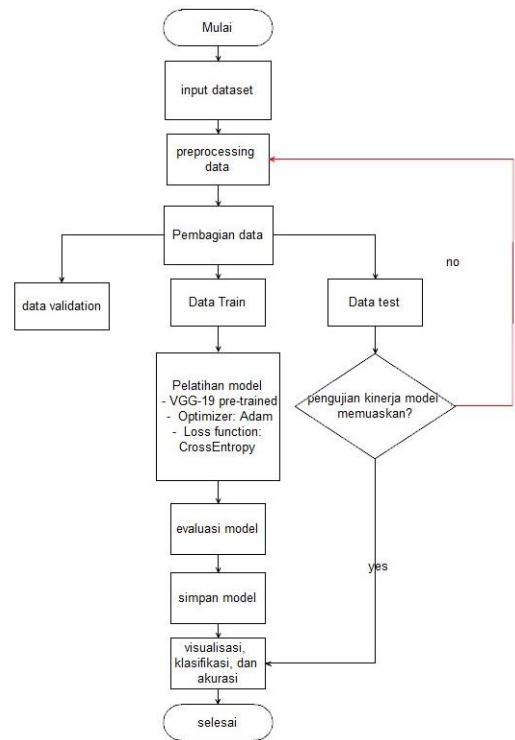 Mulai
input dataset
preprocessing
data
Pembagian data
no
data validation
Data Train
Data test
Pelatihan model
- VGG-19 pre-trained
- Optimizer: Adam
- Loss function:
CrossEntropy
pengujian kinerja model
memuaskan?
evaluasi model
yes
simpan model
visualisasi,
klasifikasi, dan
akurasi
selesai